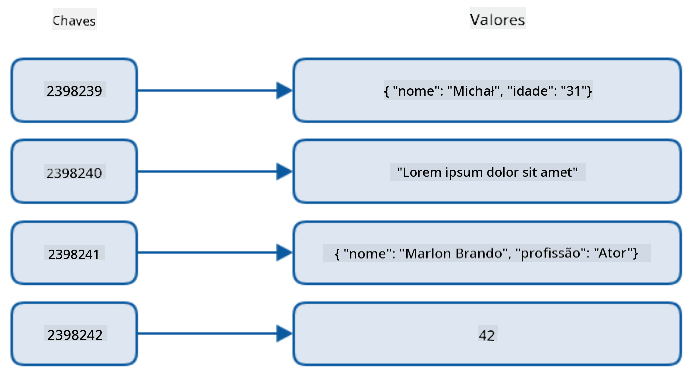 Chaves
Valores
2398239
{ "nome": "Michał", "idade": "31"}
2398240
"Lorem ipsum dolor sit amet"
2398241
{ "nome": "Marlon Brando", "profissão": "Ator"}
2398242
42